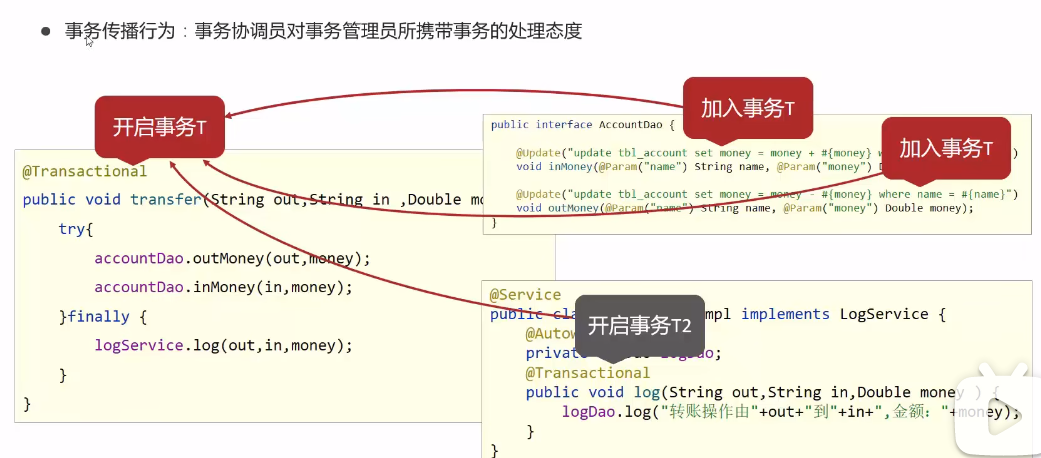 事务传播行为：事务协调员对事务管理员所携带事务的处理态度
开启事务T
@Transactional
public void transfer(String out,String in ,Double mo
try{
accountDao.outMoney(out,money);
accountDao.inMoney(in,money);
}finally {
logService.log(out,in,money);
}
}
加入事务T
加入事务T
public interface AccountDao {
@Update("update tbl_account set money = money + #{money} w
)
void inMoney(@Param("name") String name, @Param("money") D
@Update("update tbl_account set money = money - #{money} where name = #{name}")
void outMoney(@Param("name") String name, @Param("money") Double money);
}
开启事务T2
@Service
public cla
mpl implements LogService {
@Autow
private
logDao;
@Transactional
public void log(String out,String in,Double money ) {
logDao.log("转账操作由"+out+"到"+in+",金额："+money);
}
}